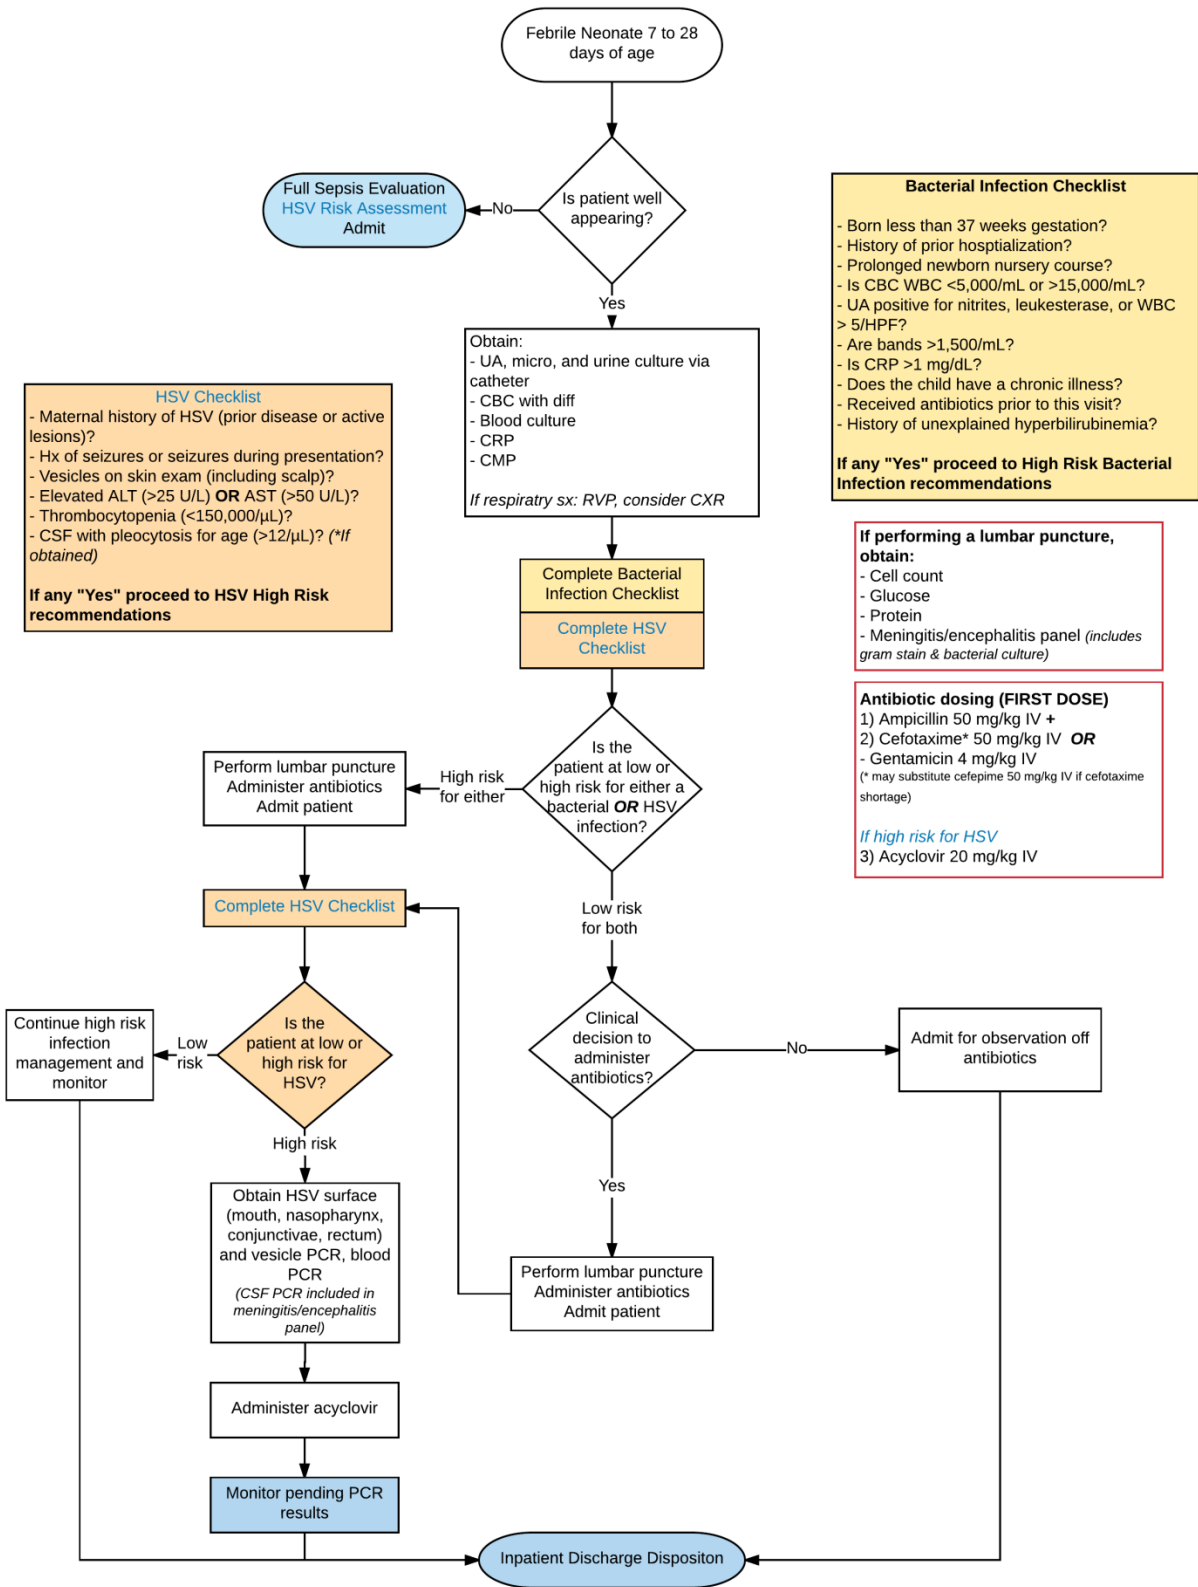 Febrile Neonate 7 to 28
days of age
Is patient well
appearing?
No
Full Sepsis Evaluation
HSV Risk Assessment
Admit
Yes
Bacterial Infection Checklist
- Born less than 37 weeks gestation?
- History of prior hosptialization?
- Prolonged newborn nursery course?
- Is CBC WBC <5,000/mL or >15,000/mL?
- UA positive for nitrites, leukesterase, or WBC
> 5/HPF?
- Are bands >1,500/mL?
- Is CRP >1 mg/dL?
- Does the child have a chronic illness?
- Received antibiotics prior to this visit?
- History of unexplained hyperbilirubinemia?
If any "Yes" proceed to High Risk Bacterial
Infection recommendations
Obtain:
- UA, micro, and urine culture via
catheter
- CBC with diff
- Blood culture
- CRP
- CMP
If respiratry sx: RVP, consider CXR
HSV Checklist
- Maternal history of HSV (prior disease or active
lesions)?
- Hx of seizures or seizures during presentation?
- Vesicles on skin exam (including scalp)?
- Elevated ALT (>25 U/L) OR AST (>50 U/L)?
- Thrombocytopenia (<150,000/µL)?
- CSF with pleocytosis for age (>12/µL)? (*If
obtained)
If any "Yes" proceed to HSV High Risk
recommendations
Complete Bacterial
Infection Checklist
Complete HSV
Checklist
If performing a lumbar puncture,
obtain:
- Cell count
- Glucose
- Protein
- Meningitis/encephalitis panel (includes
gram stain & bacterial culture)
Antibiotic dosing (FIRST DOSE)
1) Ampicillin 50 mg/kg IV +
2) Cefotaxime* 50 mg/kg IV OR
- Gentamicin 4 mg/kg IV
(* may substitute cefepime 50 mg/kg IV if cefotaxime
shortage)
If high risk for HSV
3) Acyclovir 20 mg/kg IV
Is the
patient at low or
high risk for either a
bacterial OR HSV
infection?
High risk
for either
Perform lumbar puncture
Administer antibiotics
Admit patient
Complete HSV Checklist
Low risk
for both
Is the
patient at low or
high risk for
HSV?
Low
risk
Continue high risk
infection
management and
monitor
Clinical
decision to
administer
antibiotics?
No
Admit for observation off
antibiotics
High risk
Yes
Obtain HSV surface
(mouth, nasopharynx,
conjunctivae, rectum)
and vesicle PCR, blood
PCR
(CSF PCR included in
meningitis/encephalitis
panel)
Perform lumbar puncture
Administer antibiotics
Admit patient
Administer acyclovir
Monitor pending PCR
results
Inpatient Discharge Dispositon